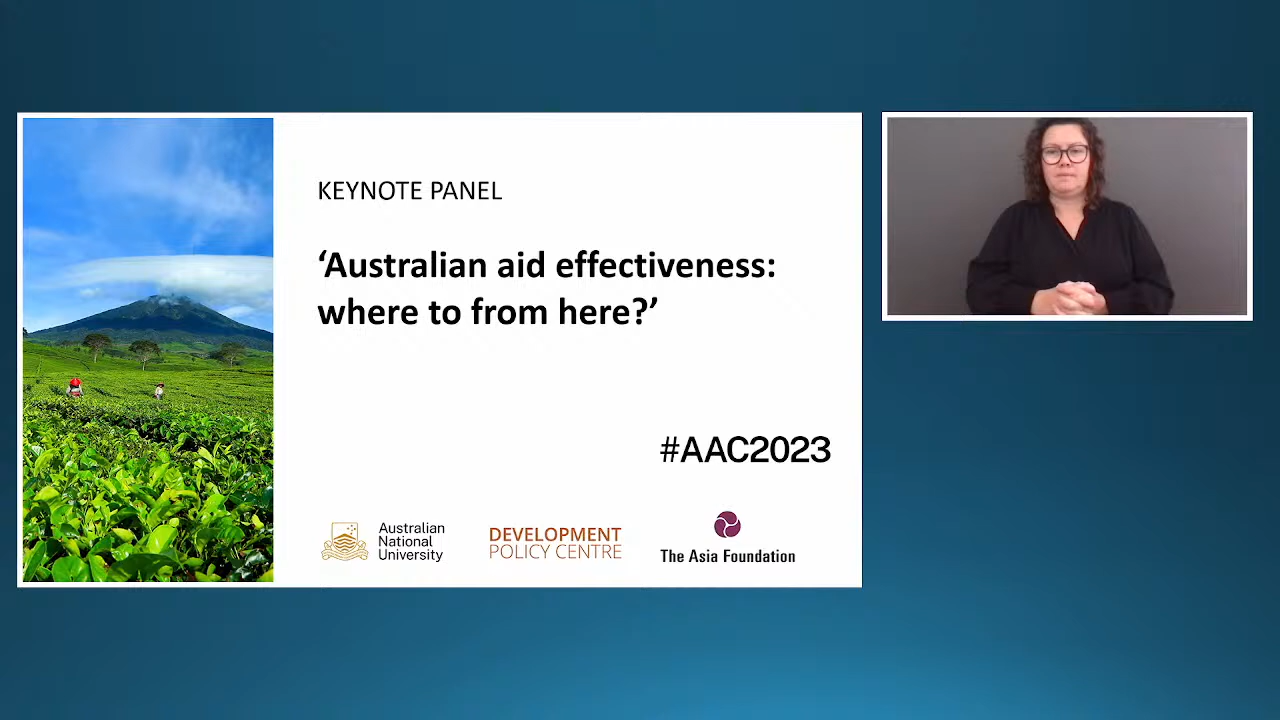 KEYNOTE PANEL
‘Australian aid effectiveness:
where to from here?’
#AAC2023
Australian
National
University
DEVELOPMENT
POLICY CENTRE
The Asia Foundation